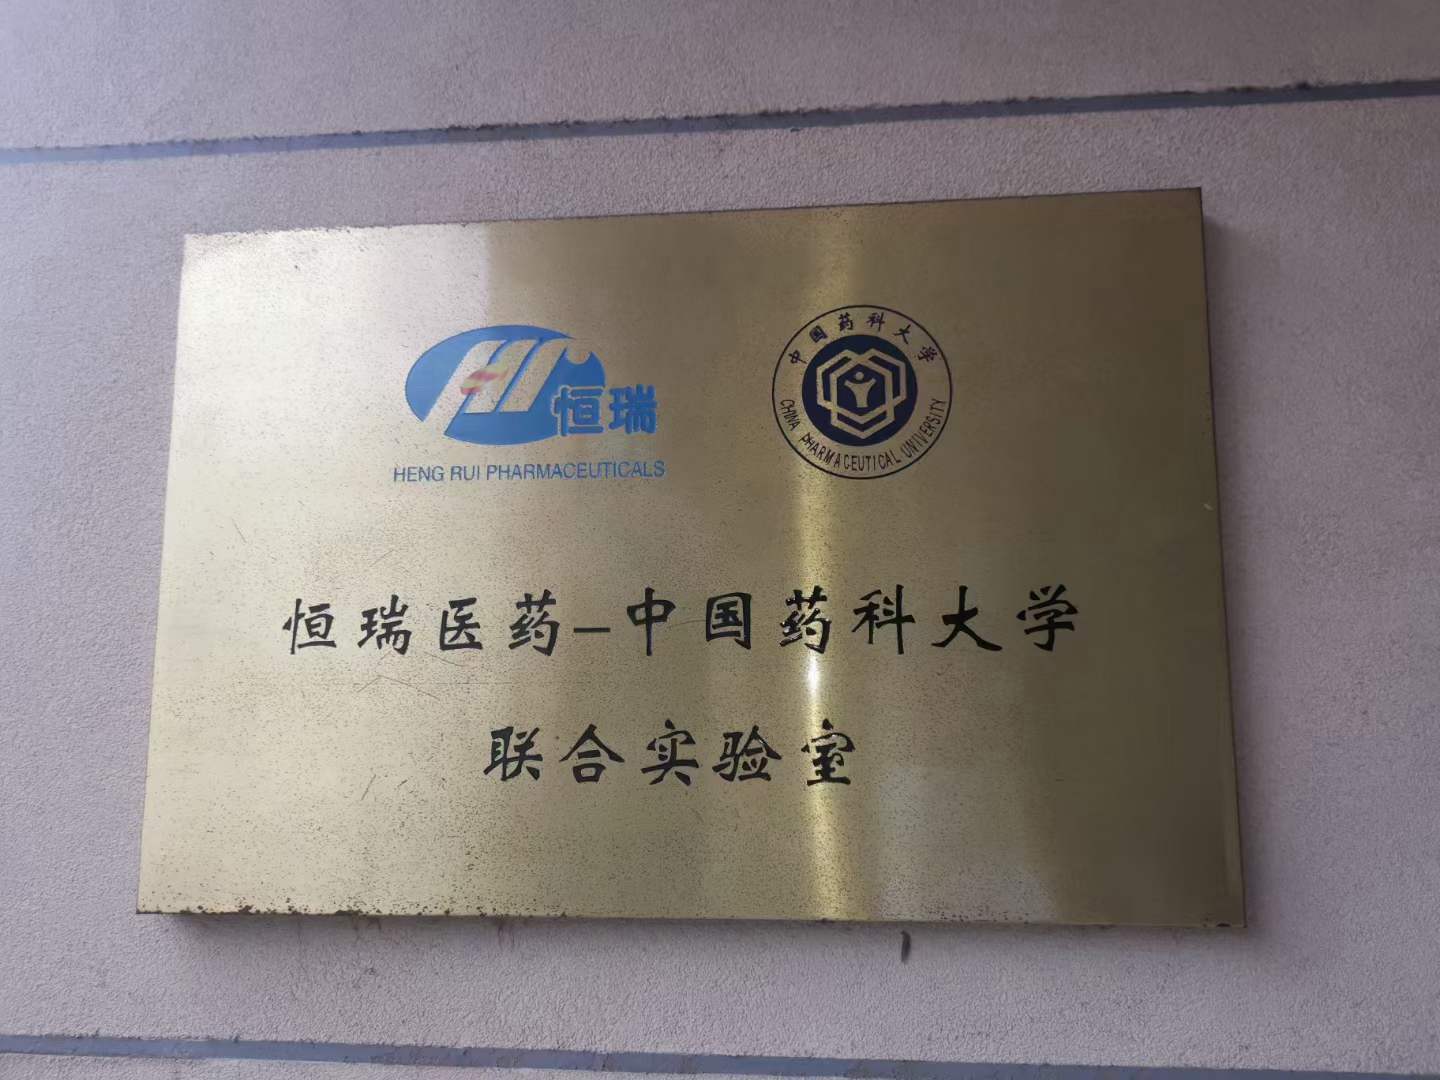 恒瑞
HENG RUI PHARMACEUTICALS
中国药科大学
CHINA PHARMACEUTICAL UNIVERSITY
恒瑞医药-中国药科大学
联合实验室